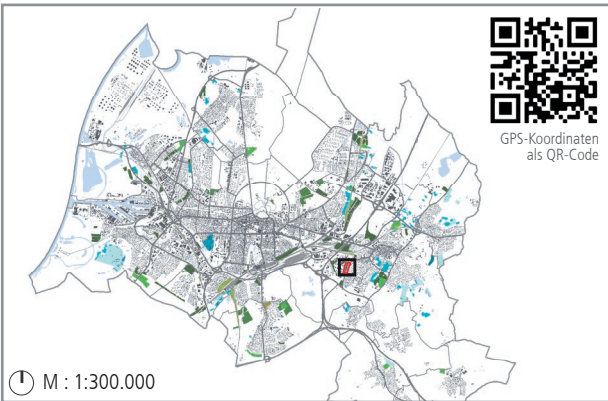 GPS-Koordinaten
als QR-Code
M : 1:300.000